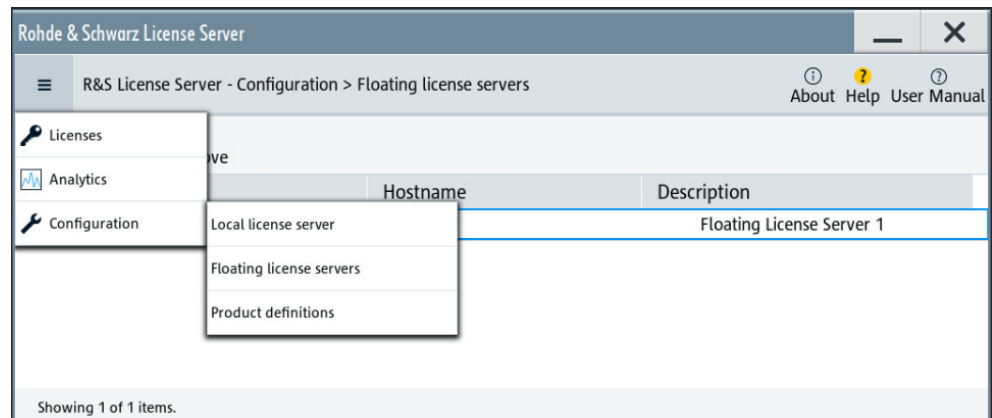 Rohde & Schwarz License Server
R&S License Server - Configuration > Floating license servers
About Help User Manual
Licenses
Analytics
Hostname Description
Configuration
Local license server
Floating License Server 1
Floating license servers
Product definitions
Showing 1 of 1 items.